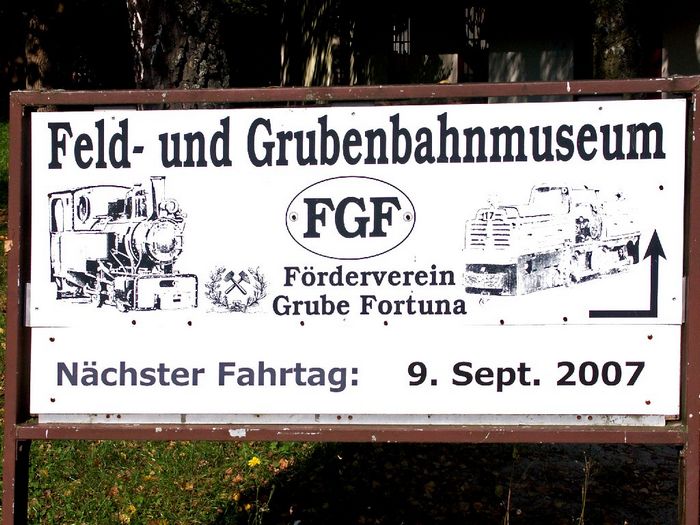 Feld- und Grubenbahnmuseum
FGF
Förderverein
Grube Fortuna
Nächster Fahrtag: 9. Sept. 2007